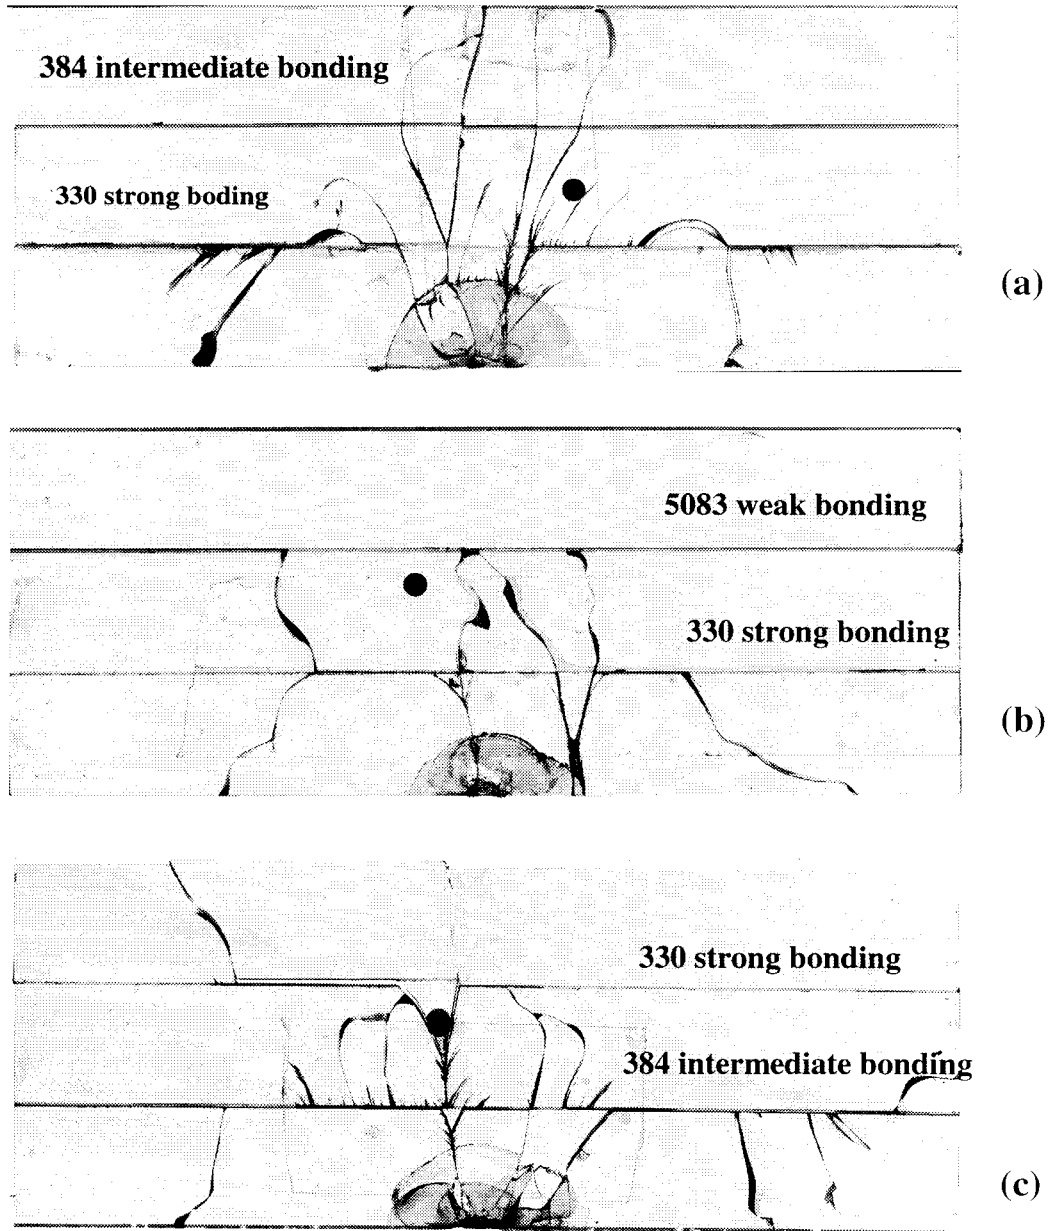 384 intermediate bonding
330 strong boding
(a)
5083 weak bonding
330 strong bonding
(b)
330 strong bonding
384 intermediate bonding
(c)